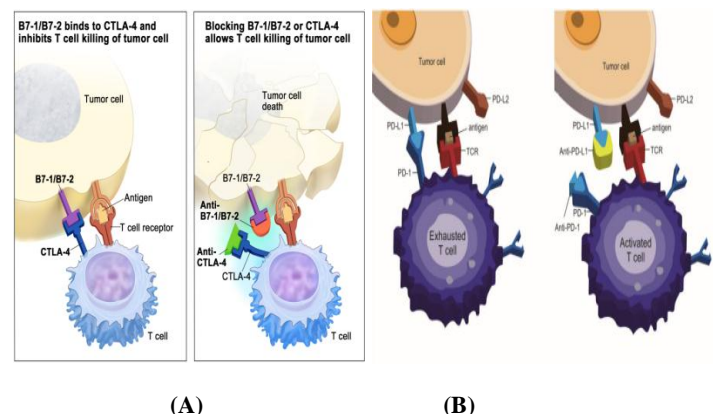 B7-1/B7-2 binds to CTLA-4 and
inhibits T cell killing of tumor cell
Tumor cell
B7-1/B7-2
Antigen
T cell receptor
CTLA-4
T cell
Blocking B7-1/B7-2 or CTLA-4
allows T cell killing of tumor cell
Tumor cell
death
B7-1/B7-2
Anti-
B7-1/B7-2
Anti-
CTLA-4
CTLA-4
T cell
Tumor cell
PD-L2
PD-L1
antigen
TCR
PD-1
Exhausted
T cell
Tumor cell
PD-L2
PD-L1
antigen
Anti-PD-L1
TCR
PD-1
Anti-PD-1
Activated
T cell
(A)
(B)